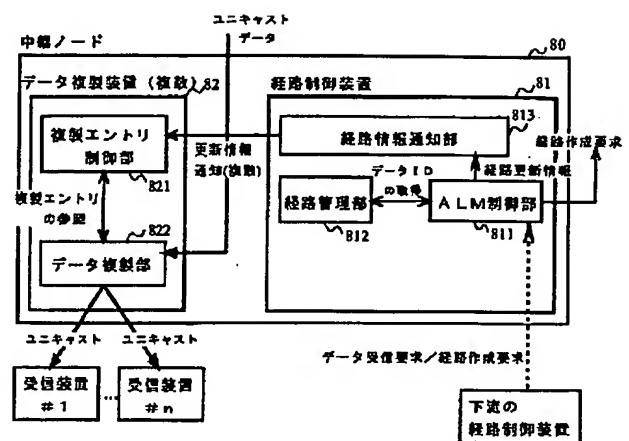 ユニキャスト
データ
中継ノード
80
データ複製装置(複数)
82
経路制御装置
81
複製エントリ
制御部
821
更新情報
通知(複数)
経路情報通知部
813
経路作成要求
経路更新情報
データID
の取得
経路管理部
812
ALM制御部
811
複製エントリ
の参照
822
データ複製部
ユニキャスト
ユニキャスト
受信装置
#1
…
受信装置
#n
データ受信要求/経路作成要求
下流の
経路制御装置